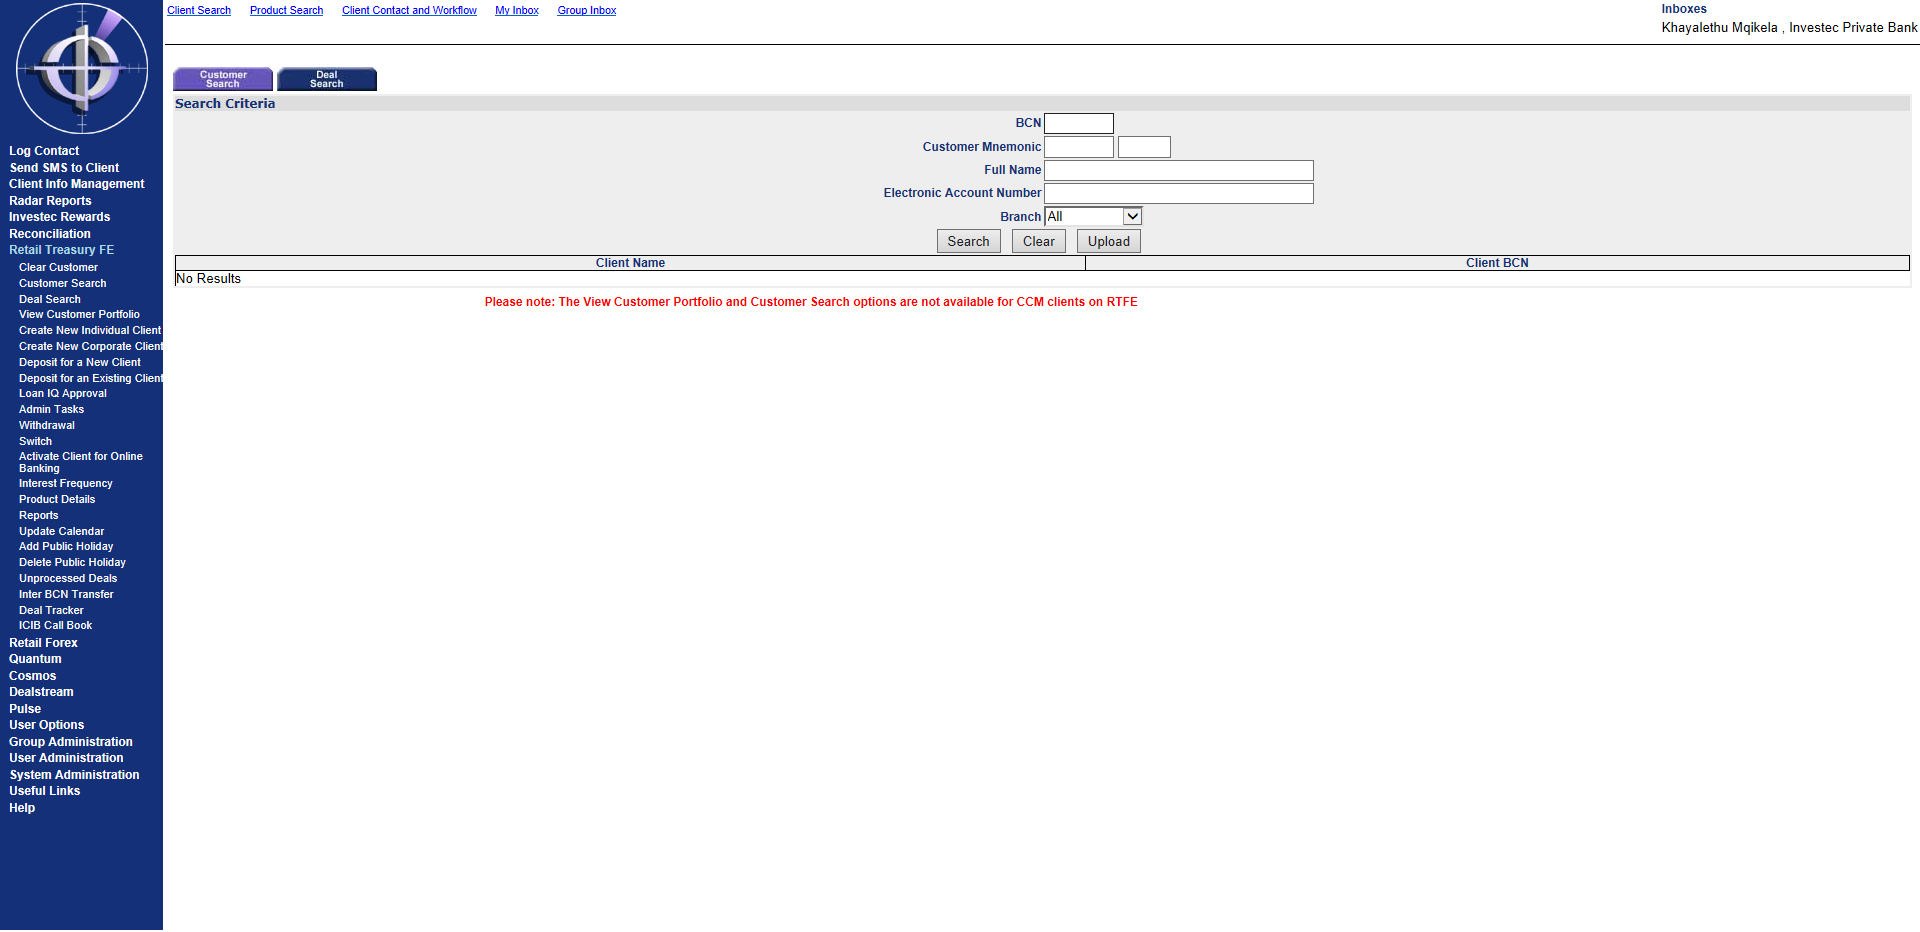 Client Search Product Search Client Contact and Workflow My Inbox Group Inbox
Inboxes
Khayalethu Mqikela , Investec Private Bank
Log Contact
Send SMS to Client
Client Info Management
Radar Reports
Investec Rewards
Reconciliation
Retail Treasury FE
Clear Customer
Customer Search
Deal Search
View Customer Portfolio
Create New Individual Client
Create New Corporate Client
Deposit for a New Client
Deposit for an Existing Client
Loan IQ Approval
Admin Tasks
Withdrawal
Switch
Activate Client for Online
Banking
Interest Frequency
Product Details
Reports
Update Calendar
Add Public Holiday
Delete Public Holiday
Unprocessed Deals
Inter BCN Transfer
Deal Tracker
ICIB Call Book
Retail Forex
Quantum
Cosmos
Dealstream
Pulse
User Options
Group Administration
User Administration
System Administration
Useful Links
Help
Customer
Search
Deal
Search
Search Criteria
BCN
Customer Mnemonic
Full Name
Electronic Account Number
Branch All
Search Clear Upload
Client Name Client BCN
No Results
Please note: The View Customer Portfolio and Customer Search options are not available for CCM clients on RTFE